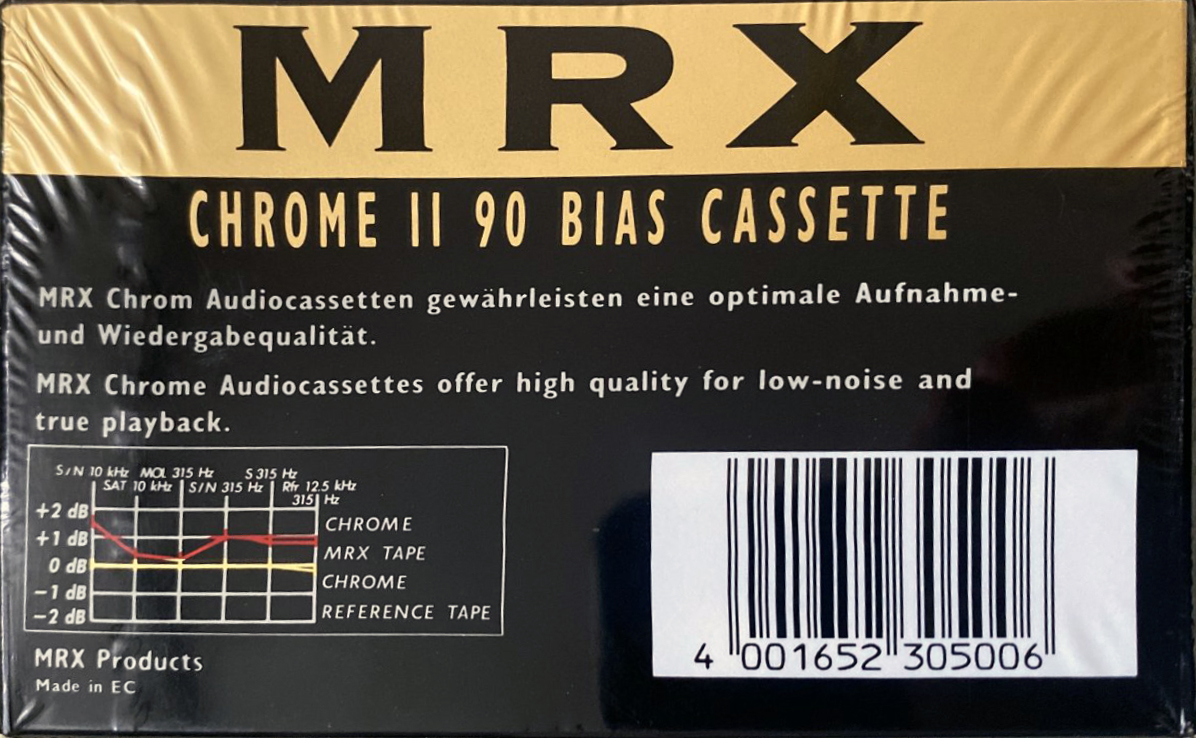 MRX
CHROME II 90 BIAS CASSETTE
MRX Chrom Audiocassetten gewährleisten eine optimale Aufnahme-
und Wiedergabequalität.
MRX Chrome Audiocassettes offer high quality for low-noise and
true playback.
S/N 10 kHz MOL 315 Hz S 315 Hz
SAT 10 kHz S/N 315 Hz Rfr 12.5 kHz
315 Hz
+2 dB
CHROME
+1 dB
MRX TAPE
0 dB
CHROME
-1 dB
REFERENCE TAPE
-2 dB
MRX Products
Made in EC
4 001652 305006